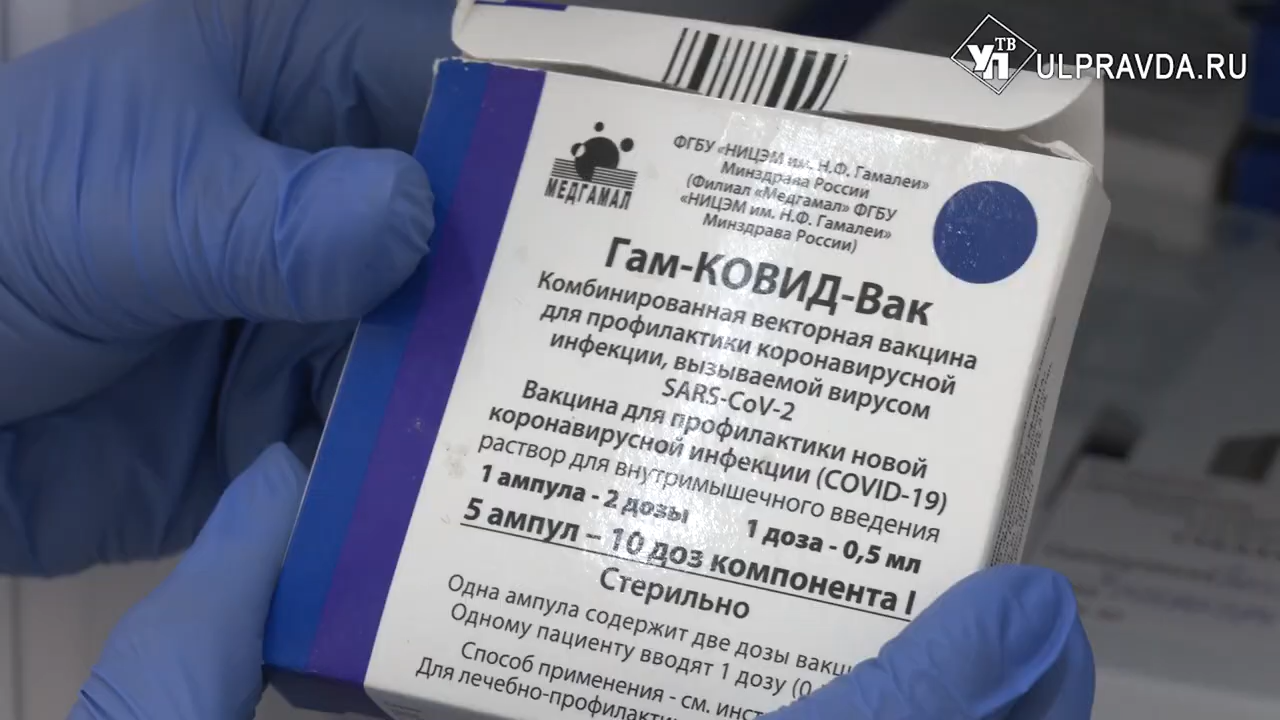 УП ТВ
ULPRAVDA.RU
МЕДГАМАЛ
ФГБУ «НИЦЭМ им. Н.Ф. Гамалеи»
Минздрава России
(Филиал «Медгамал» ФГБУ
«НИЦЭМ им. Н.Ф. Гамалеи»
Минздрава России)
Гам-КОВИД-Вак
Комбинированная векторная вакцина
для профилактики коронавирусной
инфекции, вызываемой вирусом
SARS-CoV-2
Вакцина для профилактики новой
коронавирусной инфекции (COVID-19)
раствор для внутримышечного введения
1 ампула - 2 дозы 1 доза - 0,5 мл
5 ампул – 10 доз компонента I
Стерильно
Одна ампула содержит две дозы
Одному пациенту вводят 1 дозу (0
Способ применения - см.
Для